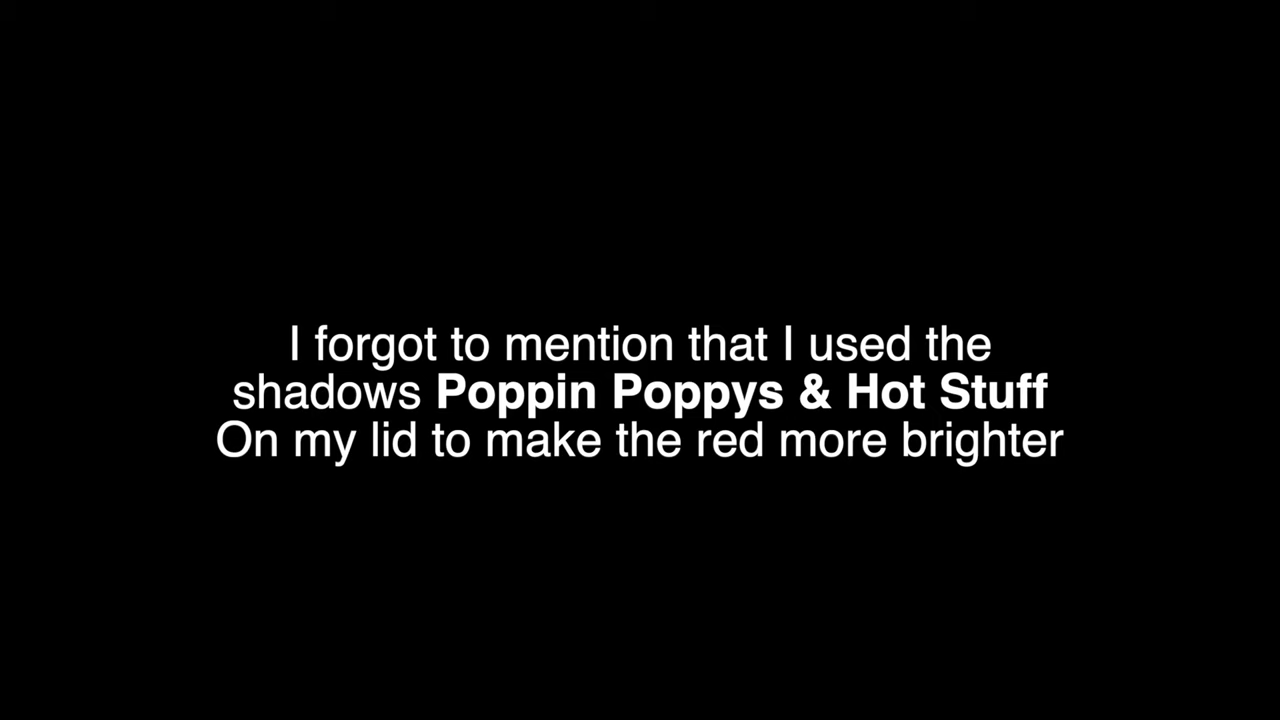 I forgot to mention that I used the
shadows Poppin Poppys & Hot Stuff
On my lid to make the red more brighter